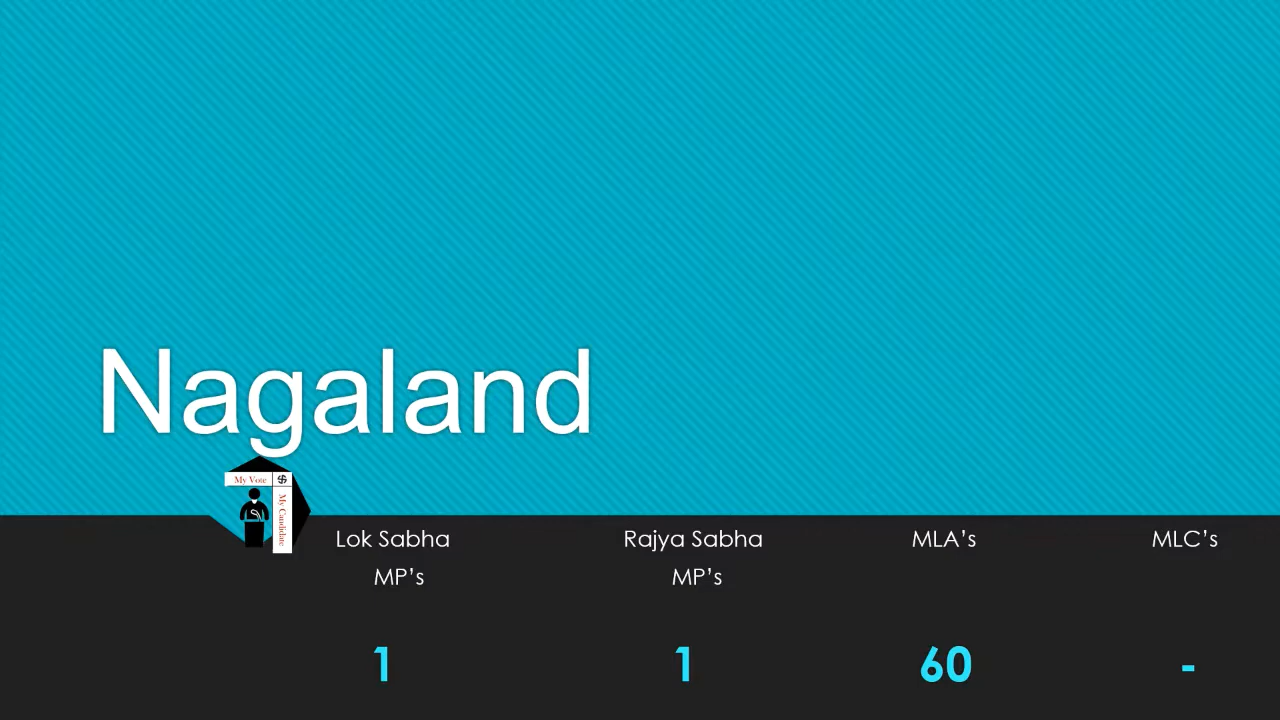 Nagaland
My Vote
My Candidate
Lok Sabha Rajya Sabha MLA’s MLC’s
MP’s MP’s
1 1 60 -